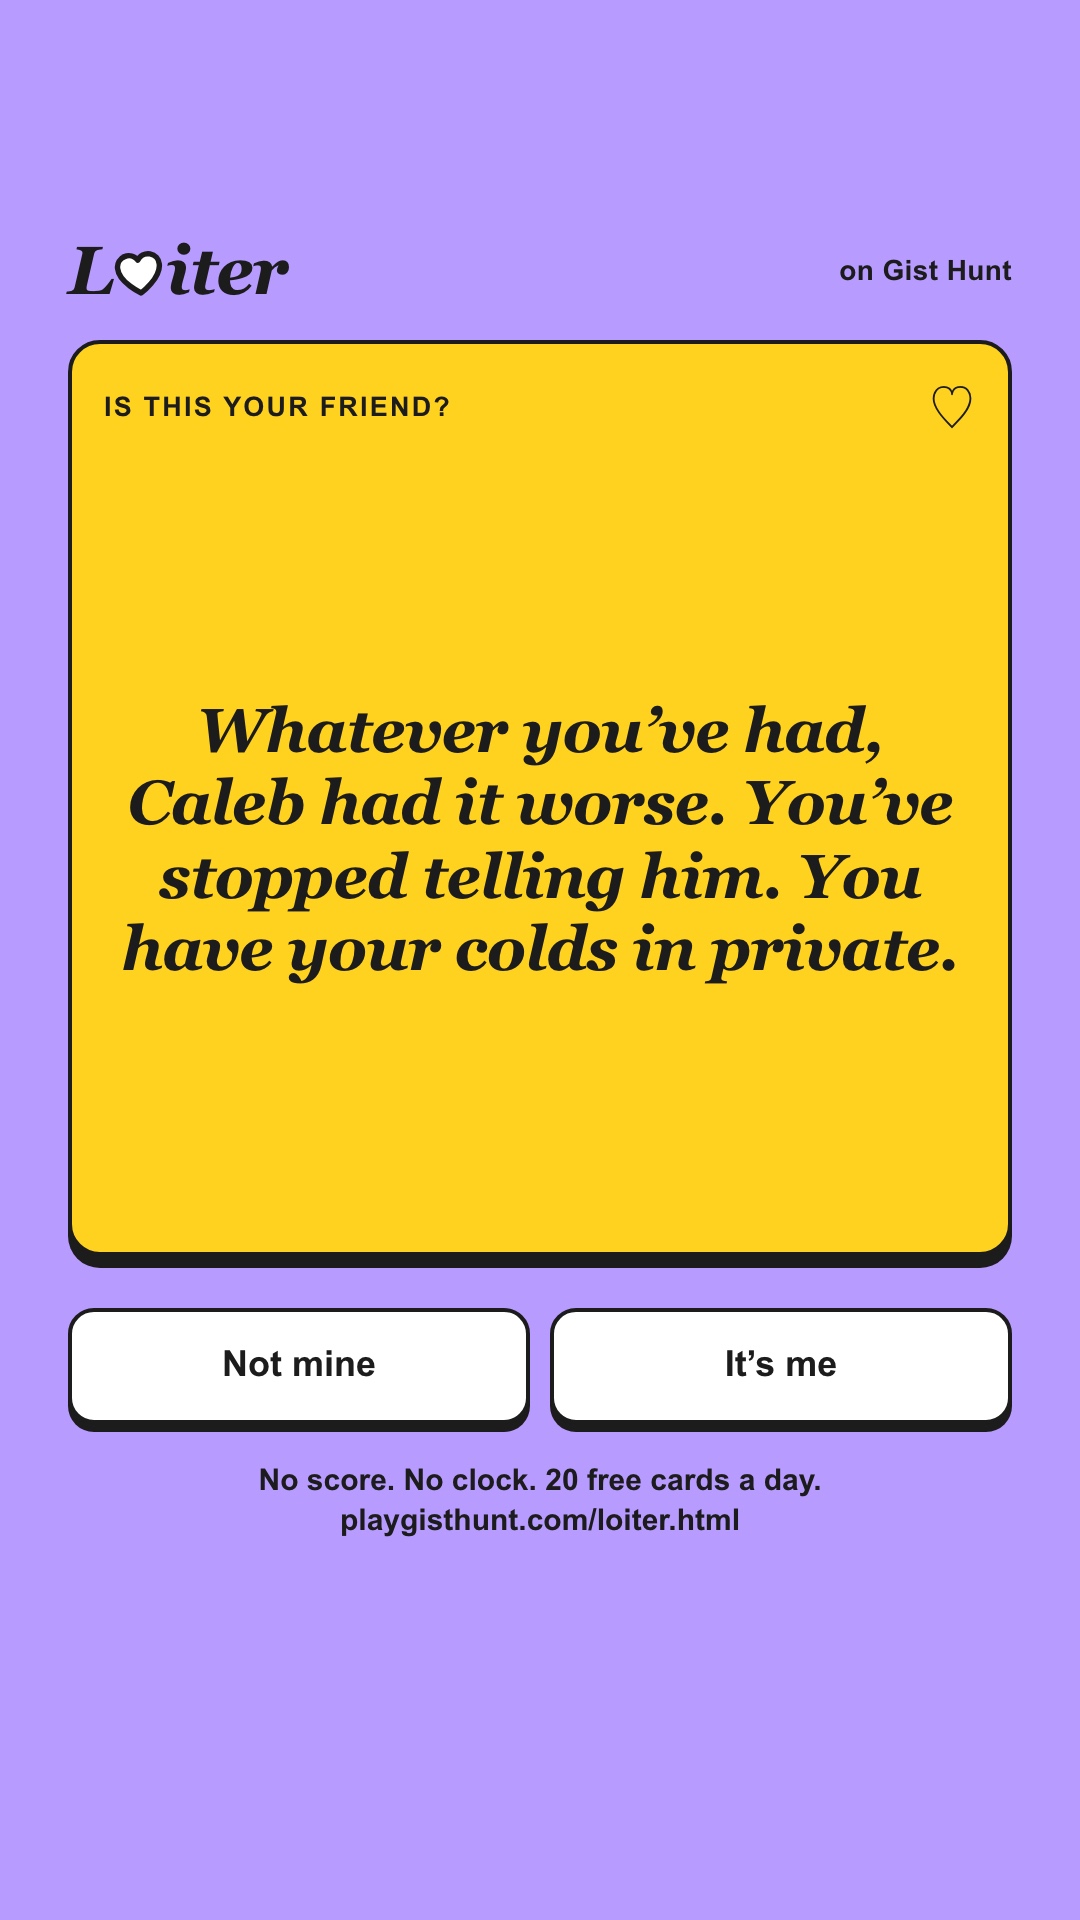 Loiter
on Gist Hunt
IS THIS YOUR FRIEND?
Whatever you’ve had,
Caleb had it worse. You’ve
stopped telling him. You
have your colds in private.
Not mine
It’s me
No score. No clock. 20 free cards a day.
playgisthunt.com/loiter.html